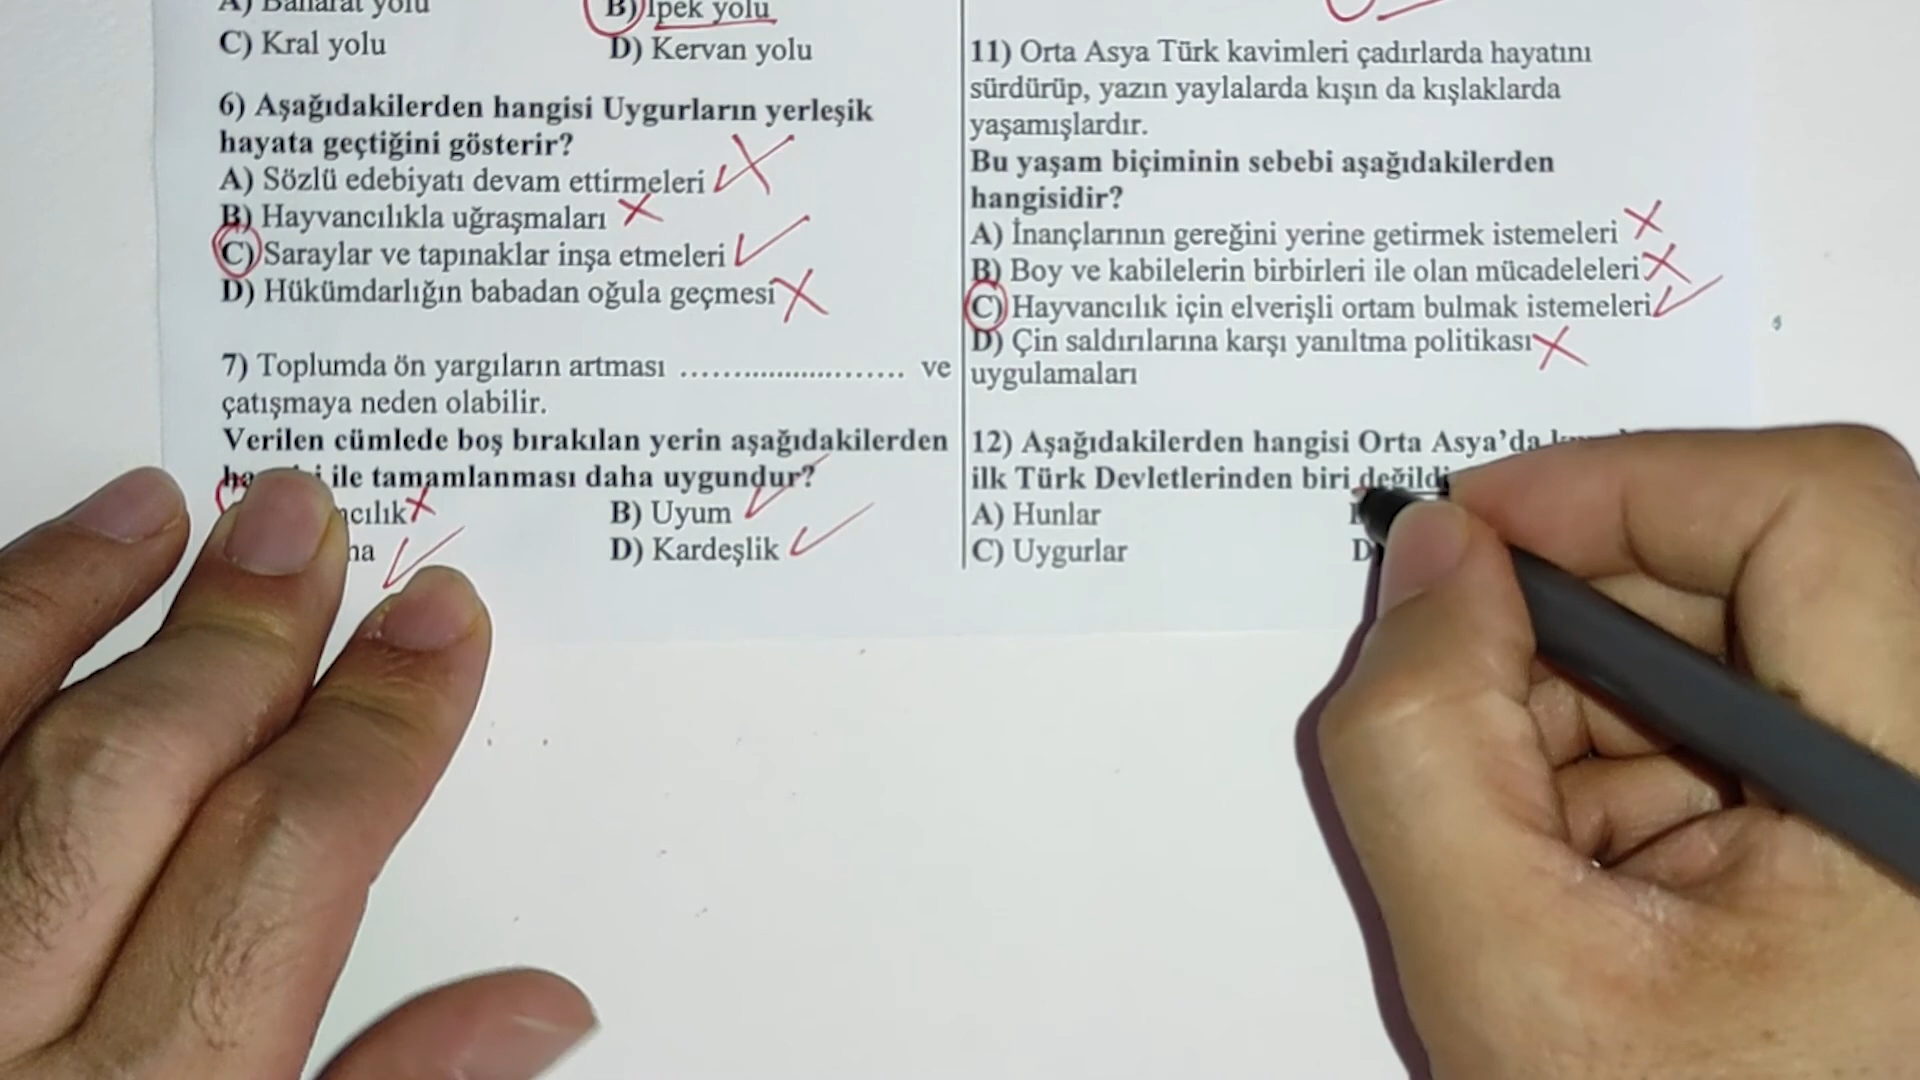 A) Baharat yolu
B) İpek yolu
C) Kral yolu
D) Kervan yolu
6) Aşağıdakilerden hangisi Uygurların yerleşik
hayata geçtiğini gösterir?
A) Sözlü edebiyatı devam ettirmeleri
B) Hayvancılıkla uğraşmaları
C) Saraylar ve tapınaklar inşa etmeleri
D) Hükümdarlığın babadan oğula geçmesi
7) Toplumda ön yargıların artması ........................ ve
çatışmaya neden olabilir.
Verilen cümlede boş bırakılan yerin aşağıdakilerden
ile tamamlanması daha uygundur?
B) Uyum
D) Kardeşlik
11) Orta Asya Türk kavimleri çadırlarda hayatını
sürdürüp, yazın yaylalarda kışın da kışlaklarda
yaşamışlardır.
Bu yaşam biçiminin sebebi aşağıdakilerden
hangisidir?
A) İnançlarının gereğini yerine getirmek istemeleri
B) Boy ve kabilelerin birbirleri ile olan mücadeleleri
C) Hayvancılık için elverişli ortam bulmak istemeleri
D) Çin saldırılarına karşı yanıltma politikası
uygulamaları
12) Aşağıdakilerden hangisi Orta Asya’da
ilk Türk Devletlerinden biri
A) Hunlar
C) Uygurlar
D